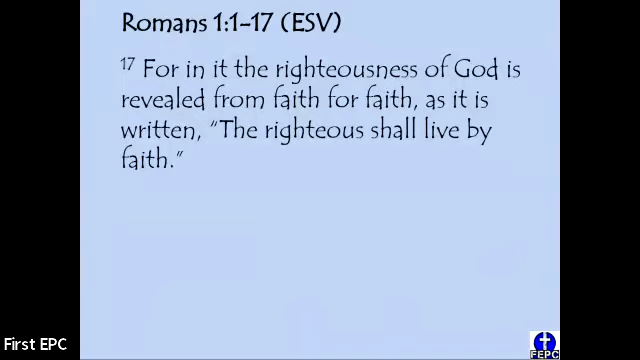 Romans 1:1-17 (ESV)
17 For in it the righteousness of God is
revealed from faith for faith, as it is
written, “The righteous shall live by
faith.”
First EPC
FEPC